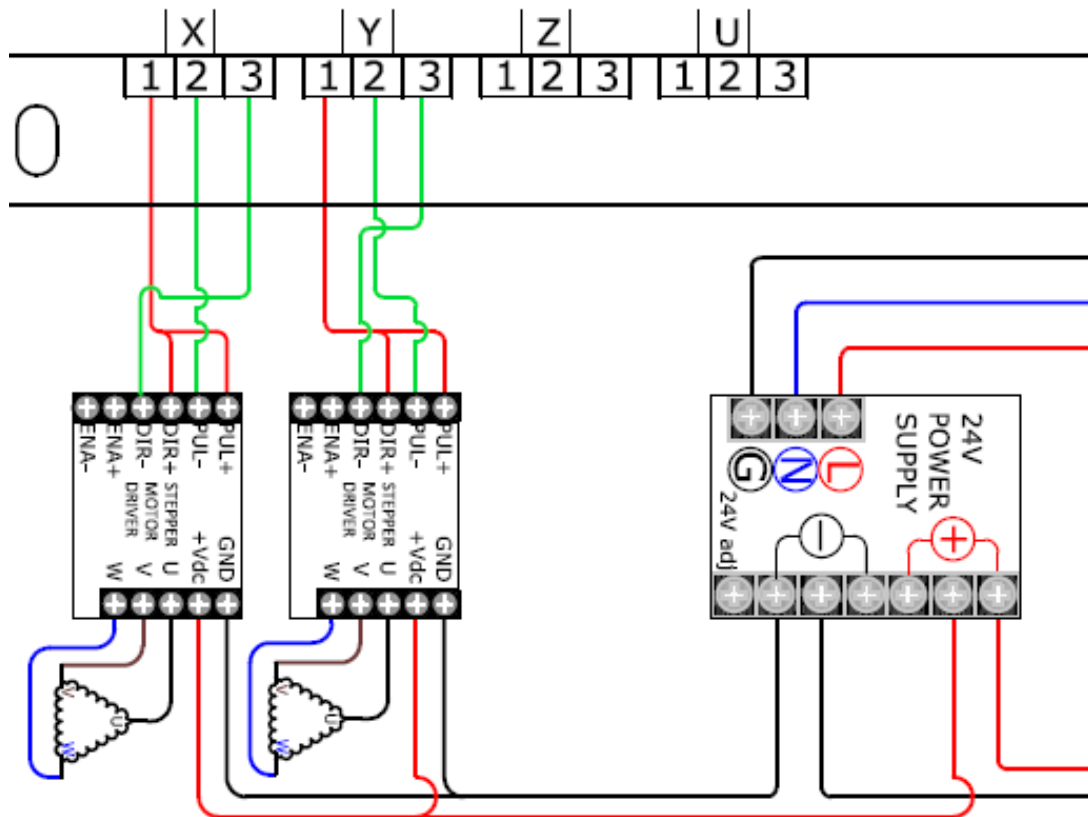 X Y Z U
1 2 3 1 2 3 1 2 3 1 2 3
ENA- ENA+ DIR- DIR+ PUL- PUL+
STEPPER
MOTOR
DRIVER
W V U +Vdc GND
V
U
W
ENA- ENA+ DIR- DIR+ PUL- PUL+
STEPPER
MOTOR
DRIVER
W V U +Vdc GND
V
U
W
G N L
24V
POWER
SUPPLY
24V adj
− +